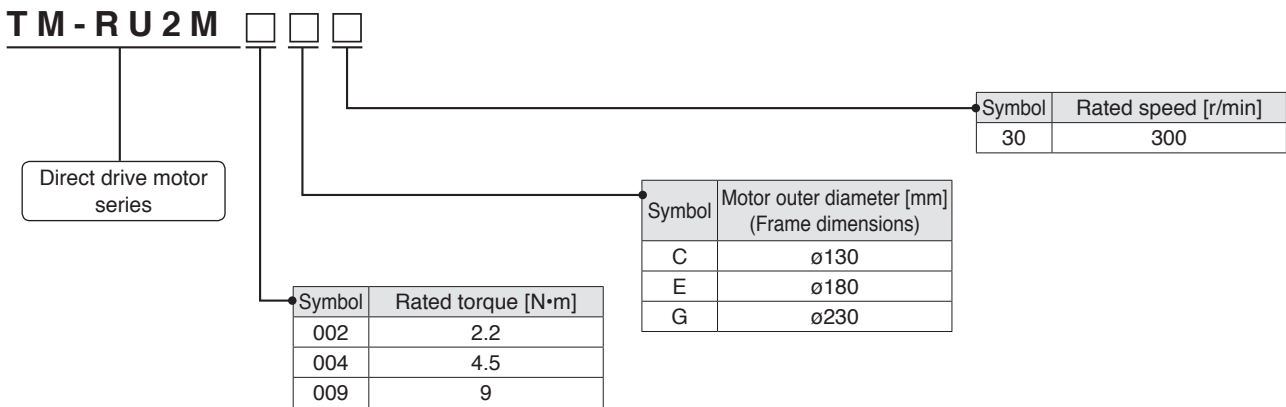 TM-RU2M □ □ □
Direct drive motor
series
Symbol Rated speed [r/min]
30 300
Symbol Motor outer diameter [mm]
(Frame dimensions)
C ø130
E ø180
G ø230
Symbol Rated torque [N•m]
002 2.2
004 4.5
009 9